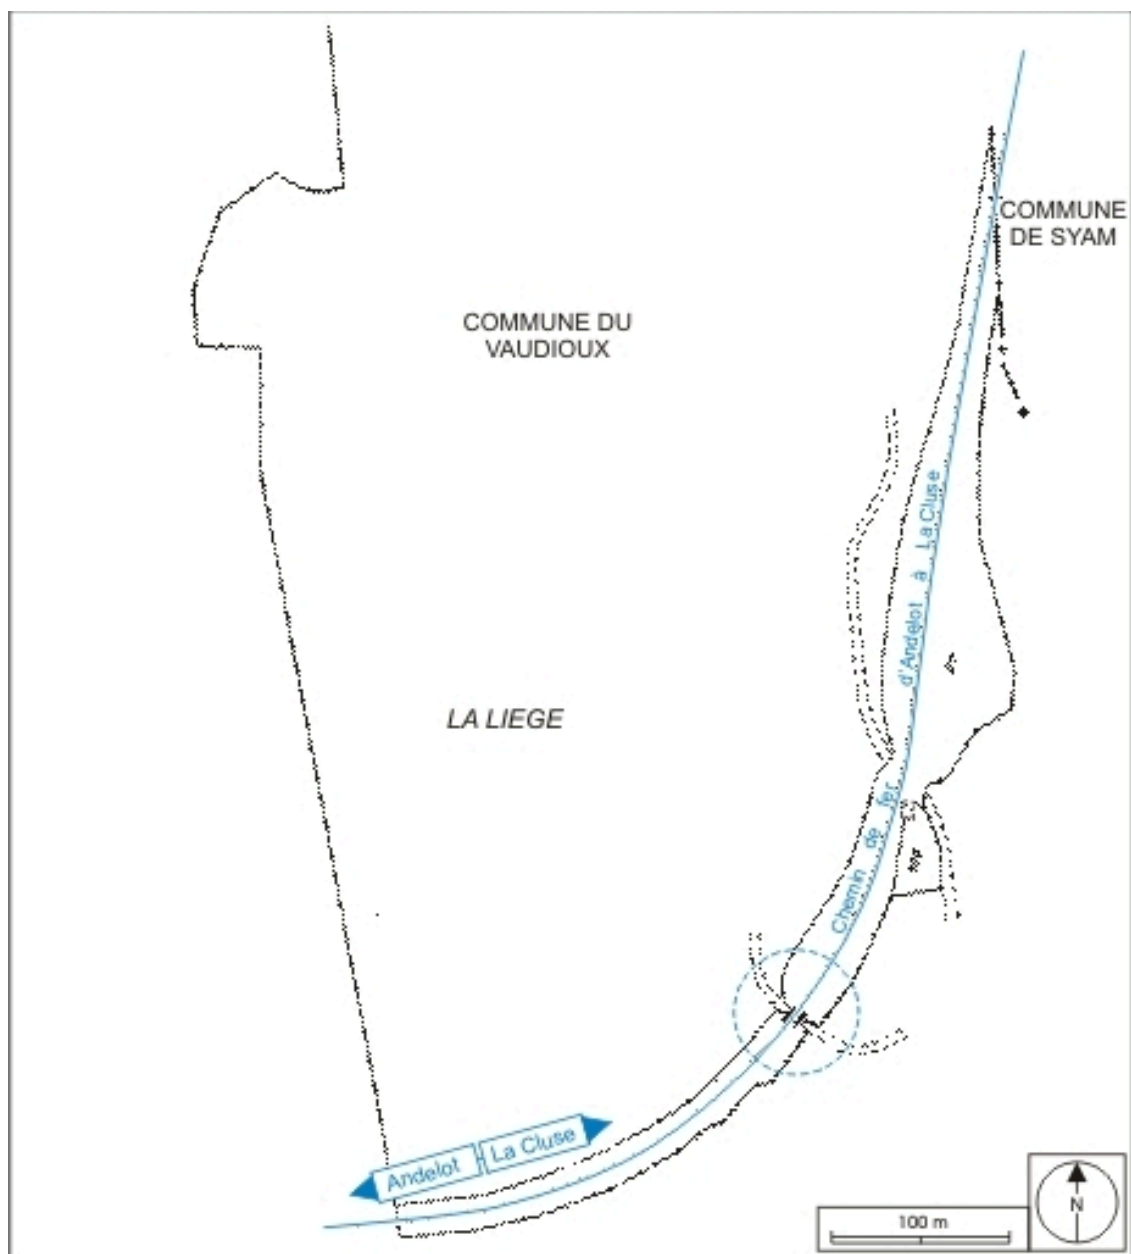 COMMUNE
DE SYAM
COMMUNE DU
VAUDIOUX
LA LIEGE
Chemin de fer d'Andelot à La Cluse
Andelot
La Cluse
100 m
N